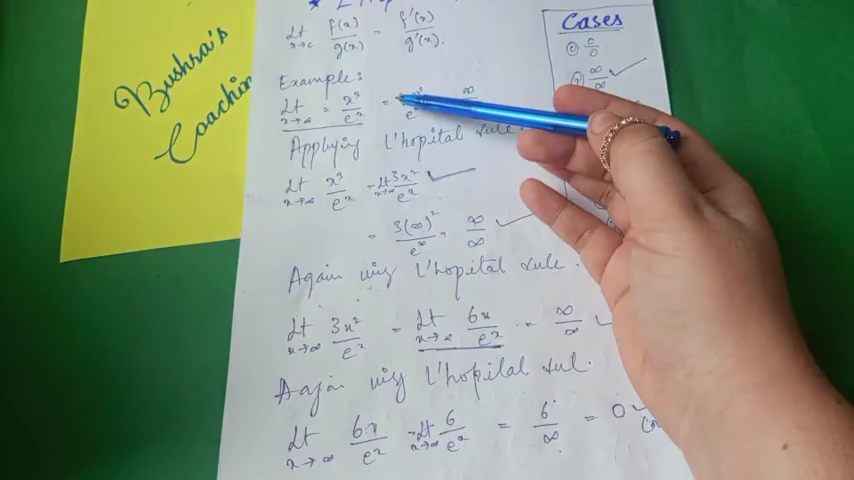 Bushra's
Coaching
Lt x→c f(x)/g(x) = f'(x)/g'(x).
Cases
0/0
∞/∞ ✓
Example:
Lt x→∞ = x³/eˣ = ∞
Applying L'hopital rule.
Lt x→∞ x³/eˣ = Lt x→∞ 3x²/eˣ ✓
= 3(∞)²/e^∞ = ∞/∞ ✓
Again using L'hopital rule.
Lt x→∞ 3x²/eˣ = Lt x→∞ 6x/eˣ = ∞/∞ ✓
Again using L'hopital rul.
Lt x→∞ 6x/eˣ = Lt x→∞ 6/eˣ = 6/∞ = 0 ✓